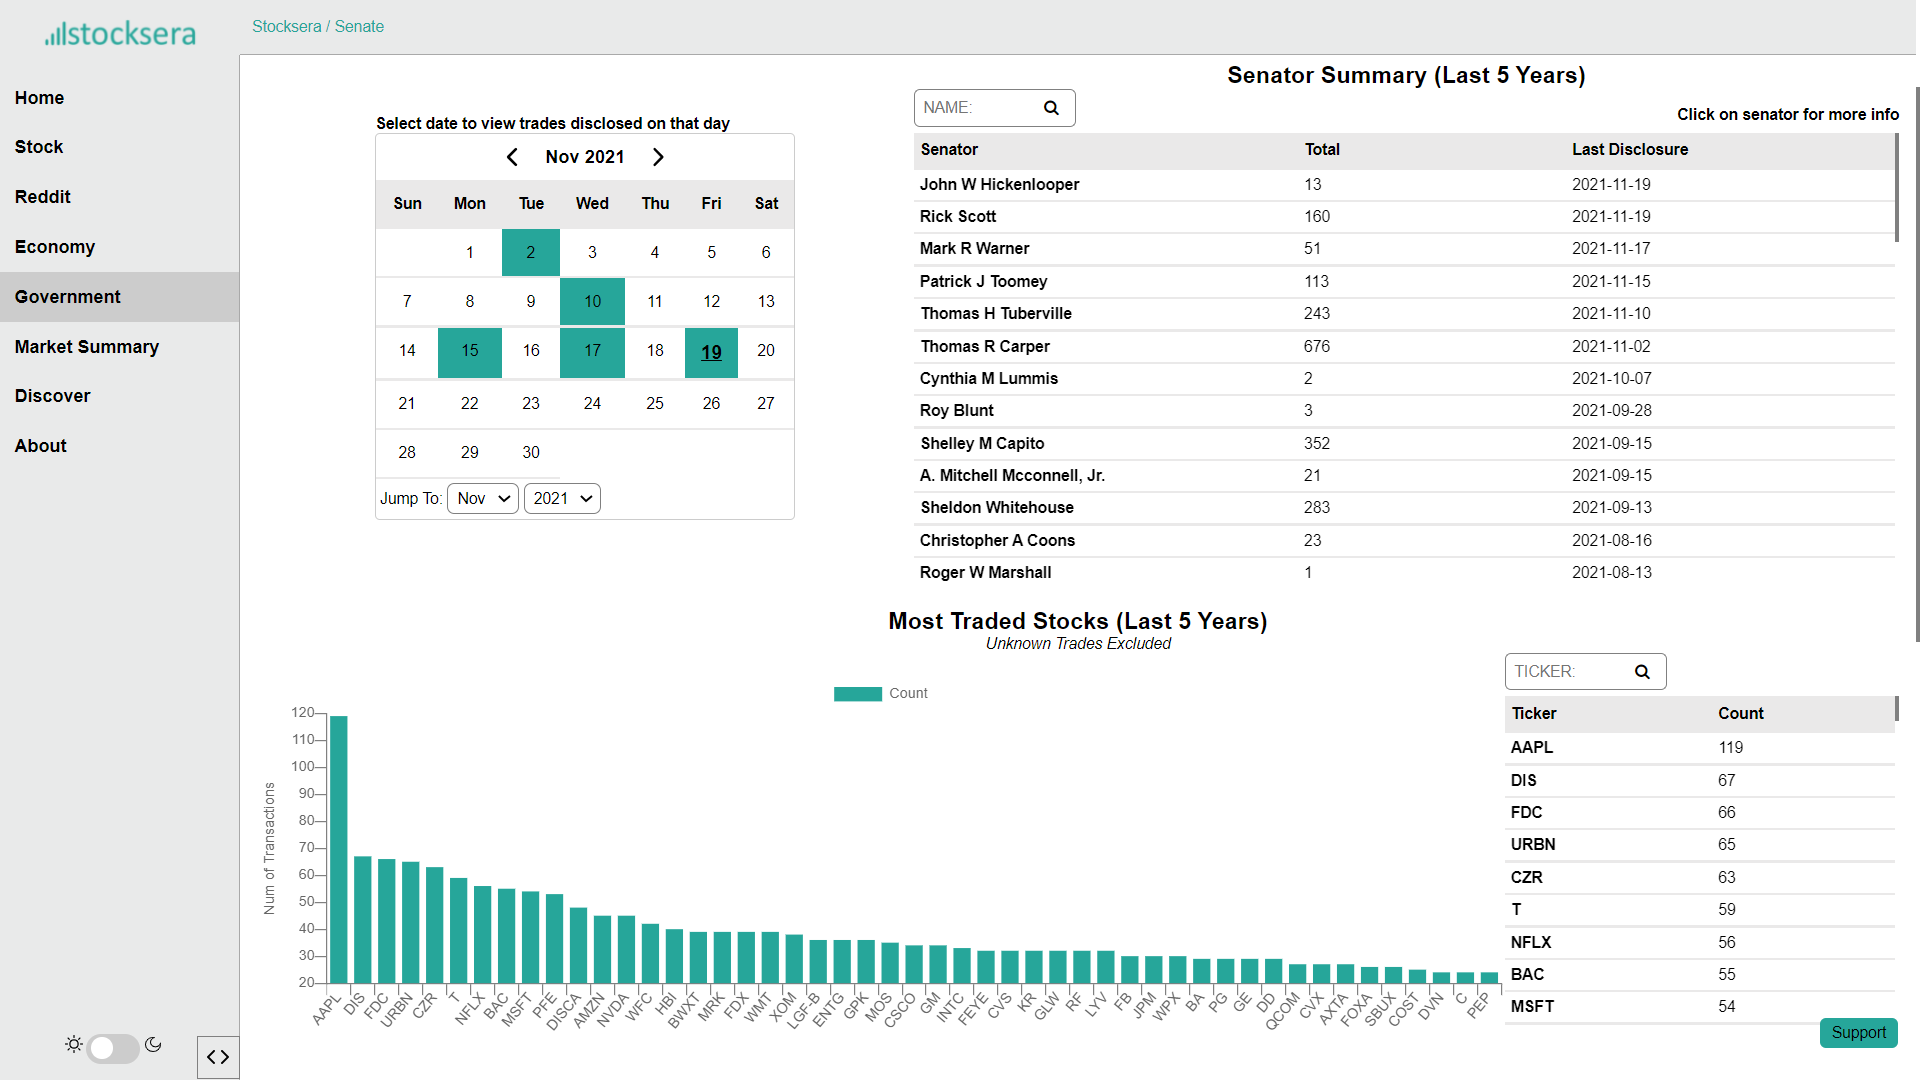 stocksera
Stocksera / Senate
Home
Stock
Reddit
Economy
Government
Market Summary
Discover
About
Select date to view trades disclosed on that day
Nov 2021
Sun Mon Tue Wed Thu Fri Sat
1 2 3 4 5 6
7 8 9 10 11 12 13
14 15 16 17 18 19 20
21 22 23 24 25 26 27
28 29 30
Jump To: Nov 2021
Senator Summary (Last 5 Years)
NAME:
Click on senator for more info
Senator Total Last Disclosure
John W Hickenlooper 13 2021-11-19
Rick Scott 160 2021-11-19
Mark R Warner 51 2021-11-17
Patrick J Toomey 113 2021-11-15
Thomas H Tuberville 243 2021-11-10
Thomas R Carper 676 2021-11-02
Cynthia M Lummis 2 2021-10-07
Roy Blunt 3 2021-09-28
Shelley M Capito 352 2021-09-15
A. Mitchell Mcconnell, Jr. 21 2021-09-15
Sheldon Whitehouse 283 2021-09-13
Christopher A Coons 23 2021-08-16
Roger W Marshall 1 2021-08-13
Most Traded Stocks (Last 5 Years)
Unknown Trades Excluded
Count
Num of Transactions
120
110
100
90
80
70
60
50
40
30
20
AAPL DIS FDC URBN CZR T NFLX BAC MSFT PFE DISCA AMZN NVDA WFC HBI BWXT MRK FDX WMT XOM LGF-B ENTG GPK MOS CSCO GM INTC FEYE CVS KR GLW RF LYV FB JPM WPX BA PG GE DD QCOM CVX AXTA FOXA SBUX COST DVN C PEP
TICKER:
Ticker Count
AAPL 119
DIS 67
FDC 66
URBN 65
CZR 63
T 59
NFLX 56
BAC 55
MSFT 54
Support